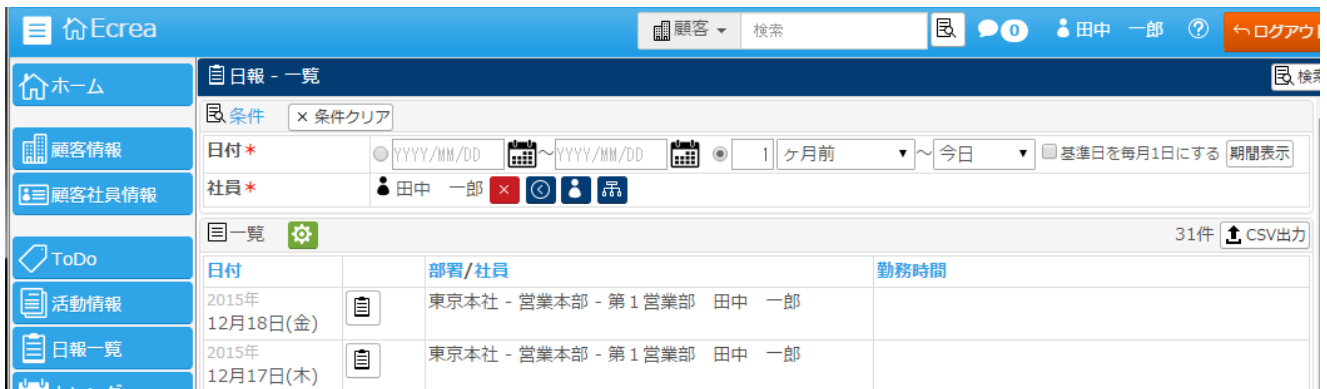 Ecrea
顧客
検索
0
田中 一郎
ログアウ
ホーム
顧客情報
顧客社員情報
ToDo
活動情報
日報一覧
日報 - 一覧
検索
条件
× 条件クリア
日付*
YYYY/MM/DD ~ YYYY/MM/DD 1 ヶ月前 ~ 今日 基準日を毎月1日にする 期間表示
社員*
田中 一郎
一覧
31件 CSV出力
日付 部署/社員 勤務時間
2015年
12月18日(金)
東京本社 - 営業本部 - 第1営業部 田中 一郎
2015年
12月17日(木)
東京本社 - 営業本部 - 第1営業部 田中 一郎